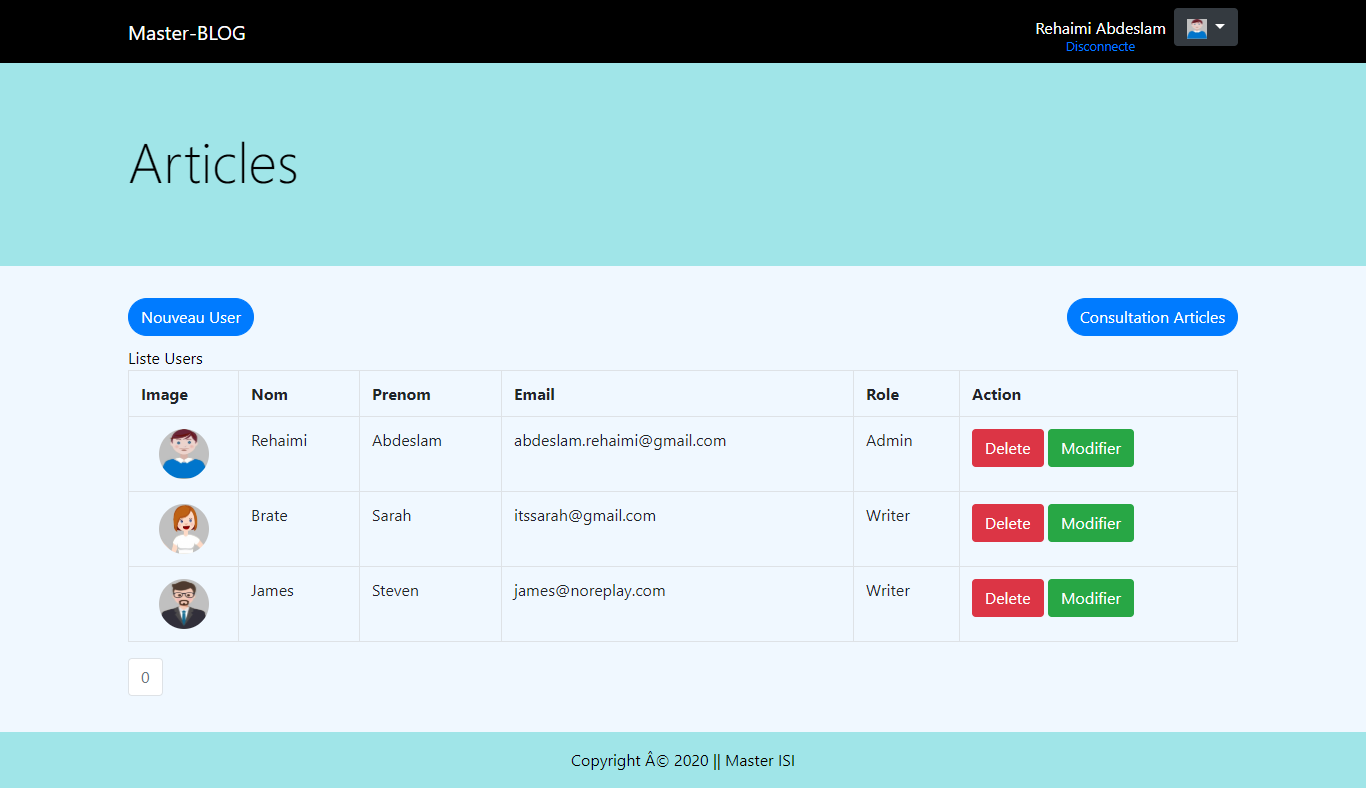 Master-BLOG
Rehaimi Abdeslam
Disconnecte
Articles
Nouveau User
Consultation Articles
Liste Users
Image Nom Prenom Email Role Action
Rehaimi Abdeslam abdeslam.rehaimi@gmail.com Admin Delete Modifier
Brate Sarah itssarah@gmail.com Writer Delete Modifier
James Steven james@noreplay.com Writer Delete Modifier
0
Copyright Â© 2020 || Master ISI